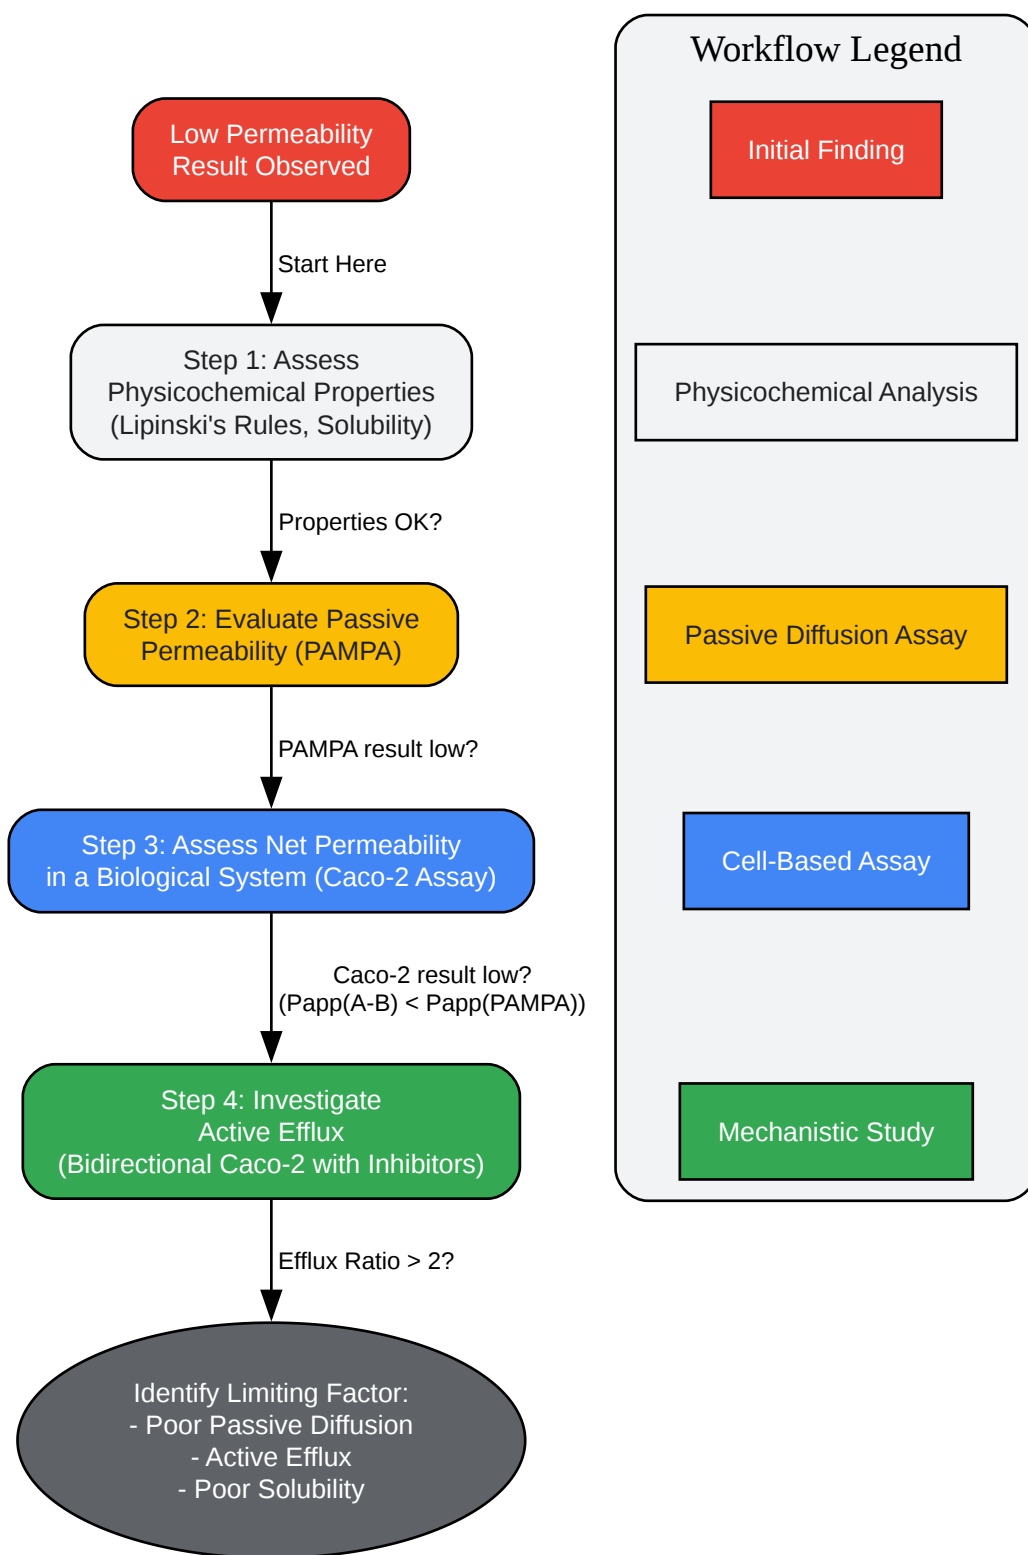 Low Permeability
Result Observed
Start Here
Step 1: Assess
Physicochemical Properties
(Lipinski's Rules, Solubility)
Properties OK?
Step 2: Evaluate Passive
Permeability (PAMPA)
PAMPA result low?
Step 3: Assess Net Permeability
in a Biological System (Caco-2 Assay)
Caco-2 result low?
(Papp(A-B) < Papp(PAMPA))
Step 4: Investigate
Active Efflux
(Bidirectional Caco-2 with Inhibitors)
Efflux Ratio > 2?
Identify Limiting Factor:
- Poor Passive Diffusion
- Active Efflux
- Poor Solubility
Workflow Legend
Initial Finding
Physicochemical Analysis
Passive Diffusion Assay
Cell-Based Assay
Mechanistic Study